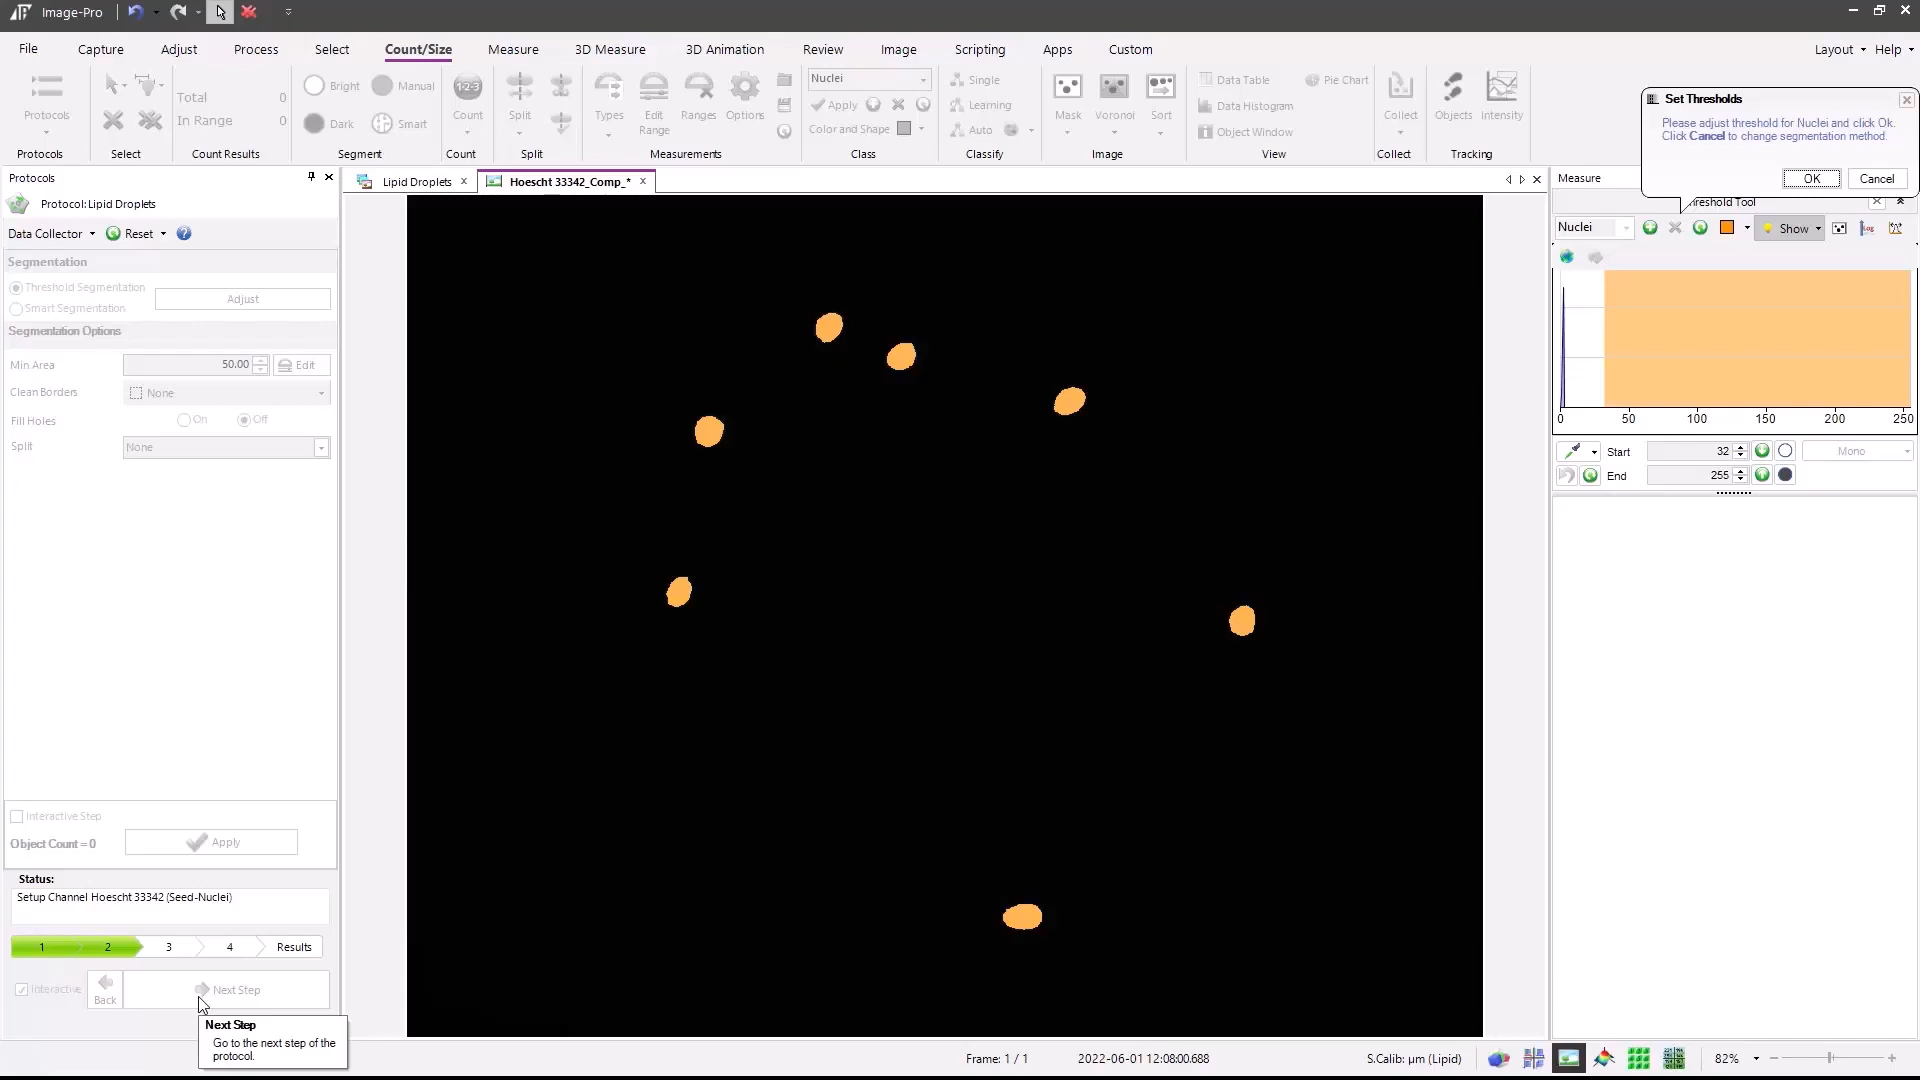 Image-Pro
File Capture Adjust Process Select Count/Size Measure 3D Measure 3D Animation Review Image Scripting Apps Custom Layout Help
Protocols
Protocols
Select
Total 0
In Range 0
Count Results
Bright Manual
Dark Smart
Segment
1·2·3
Count
Count
Split
Split
Types Edit Range Ranges Options
Measurements
Nuclei
Apply
Color and Shape
Class
Single
Learning
Auto
Classify
Mask Voronoi Sort
Image
Data Table Pie Chart
Data Histogram
Object Window
View
Collect
Collect
Objects Intensity
Tracking
Set Thresholds
Please adjust threshold for Nuclei and click Ok.
Click Cancel to change segmentation method.
OK Cancel
Protocols
Protocol: Lipid Droplets
Data Collector Reset
Segmentation
Threshold Segmentation
Smart Segmentation
Adjust
Segmentation Options
Min Area 50.00 Edit
Clean Borders None
Fill Holes On Off
Split None
Interactive Step
Object Count = 0 Apply
Status:
Setup Channel Hoescht 33342 (Seed-Nuclei)
1 2 3 4 Results
Interactive Back Next Step
Next Step
Go to the next step of the
protocol.
Lipid Droplets Hoescht 33342_Comp_*
Measure
Threshold Tool
Nuclei Show
Log
0 50 100 150 200 250
Start 32 Mono
End 255
Frame: 1 / 1 2022-06-01 12:08:00.688 S.Calib: µm (Lipid) 82%